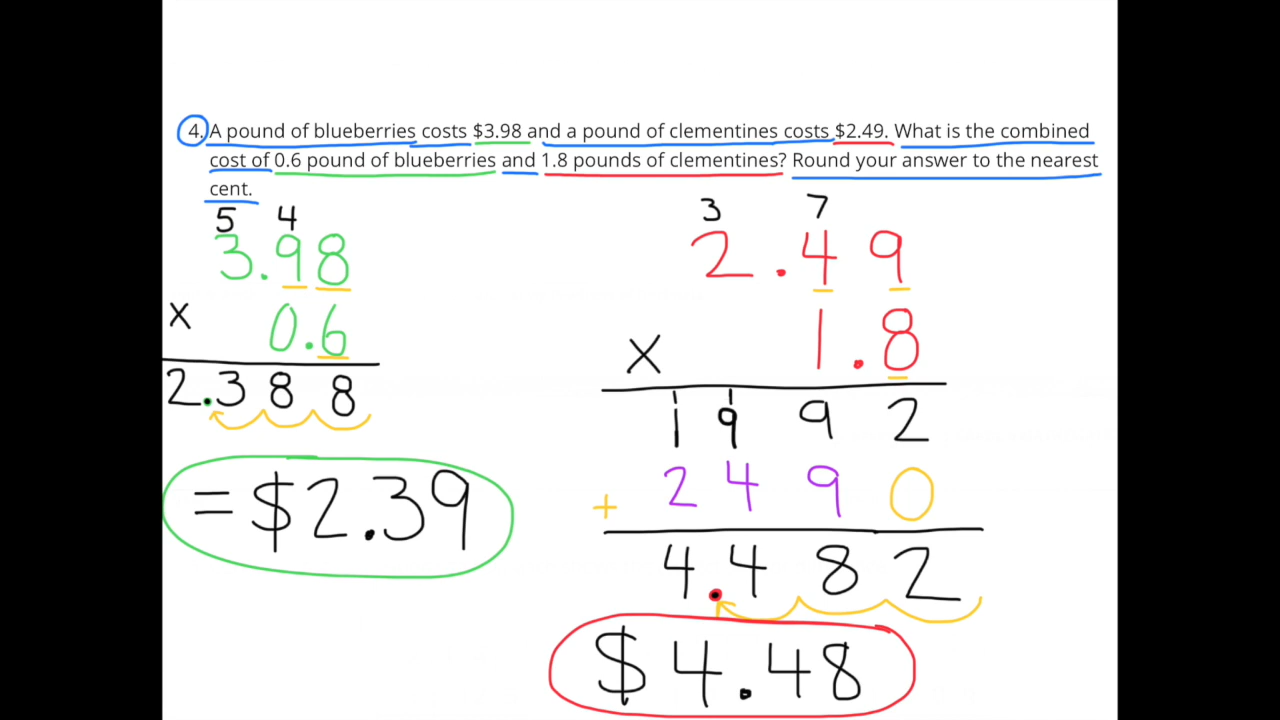 4. A pound of blueberries costs $3.98 and a pound of clementines costs $2.49. What is the combined
cost of 0.6 pound of blueberries and 1.8 pounds of clementines? Round your answer to the nearest
cent.
5 4
3.98
x 0.6
2.388
= $2.39
3 7
2.49
x 1.8
1 1
1992
+ 2490
4.482
$4.48